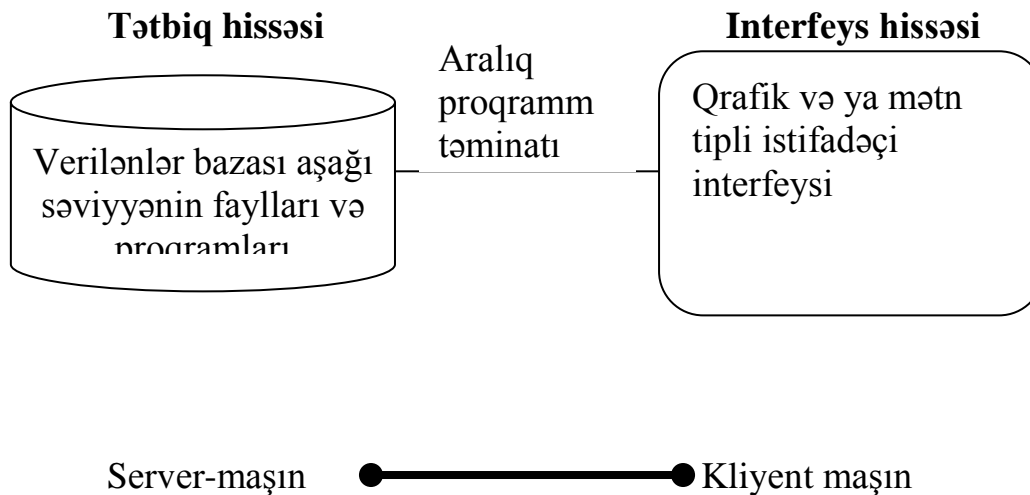 Tətbiq hissəsi
Interfeys hissəsi
Aralıq
proqramm
təminatı
Verilənlər bazası aşağı
səviyyənin faylları və
proqramları
Qrafik və ya mətn
tipli istifadəçi
interfeysi
Server-maşın
Kliyent maşın